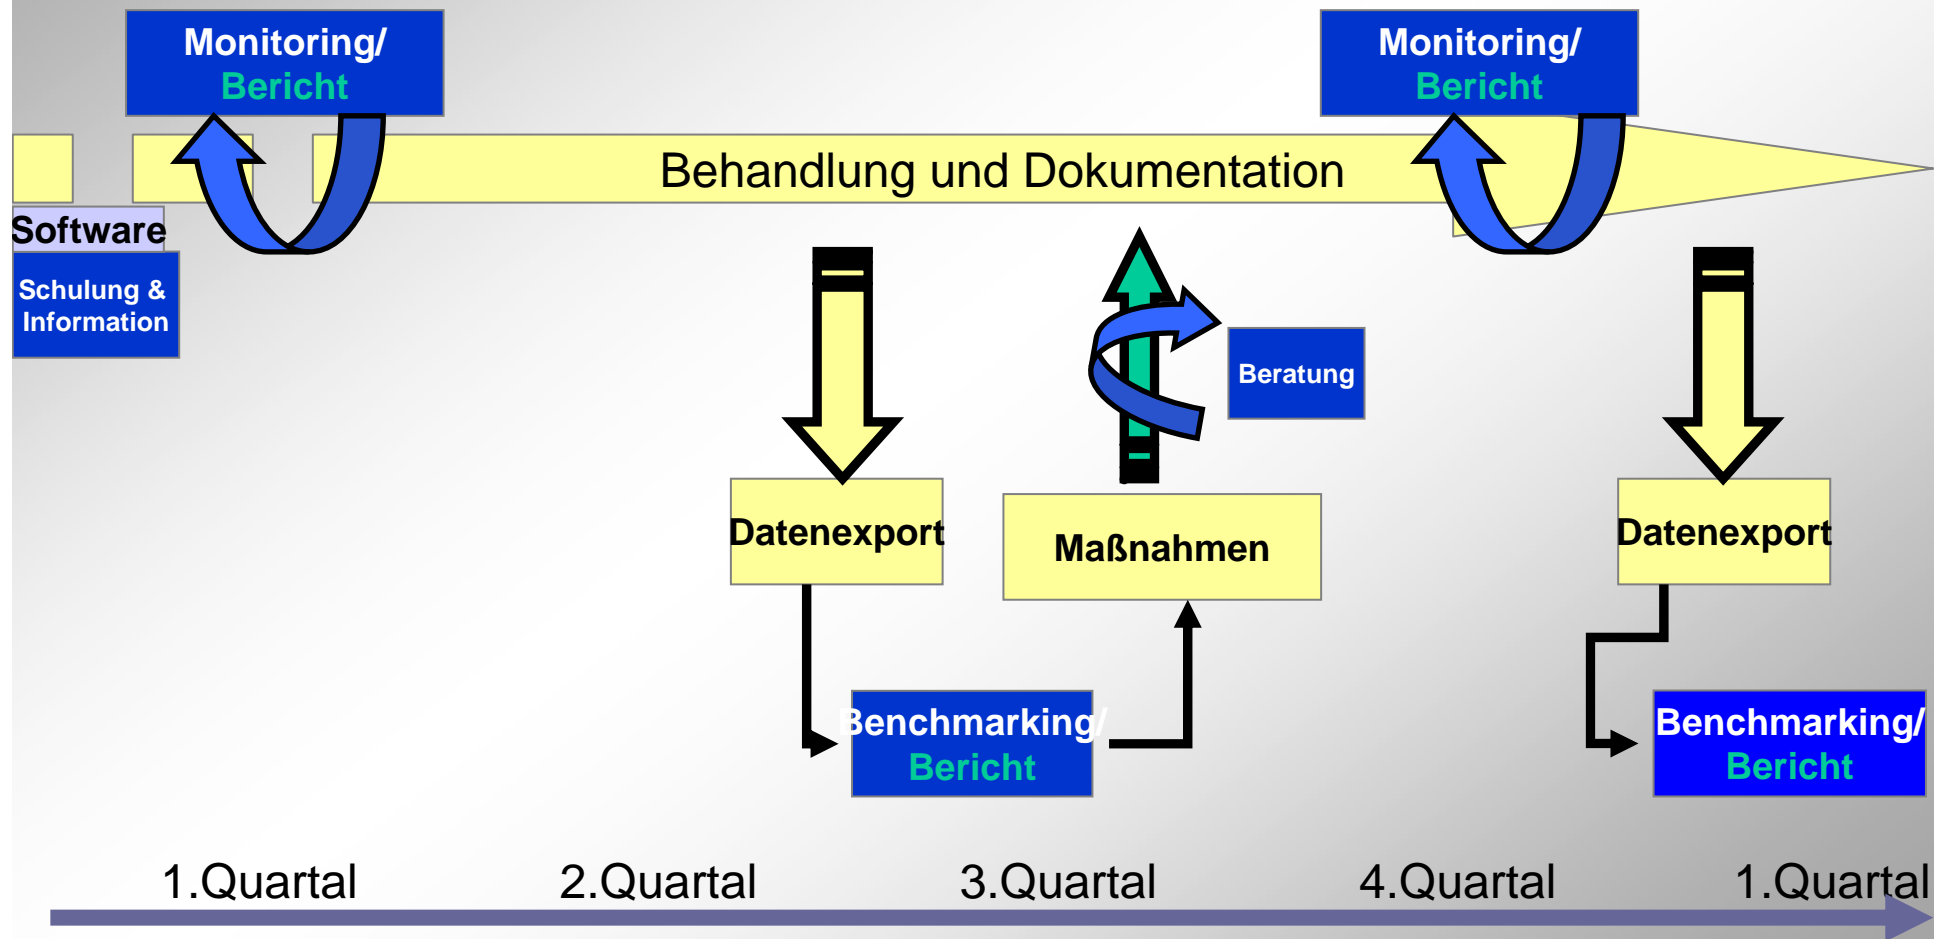 Monitoring/
Bericht
Monitoring/
Bericht
Behandlung und Dokumentation
Software
Schulung &
Information
Beratung
Datenexport
Maßnahmen
Datenexport
Benchmarking/
Bericht
Benchmarking/
Bericht
1.Quartal
2.Quartal
3.Quartal
4.Quartal
1.Quartal